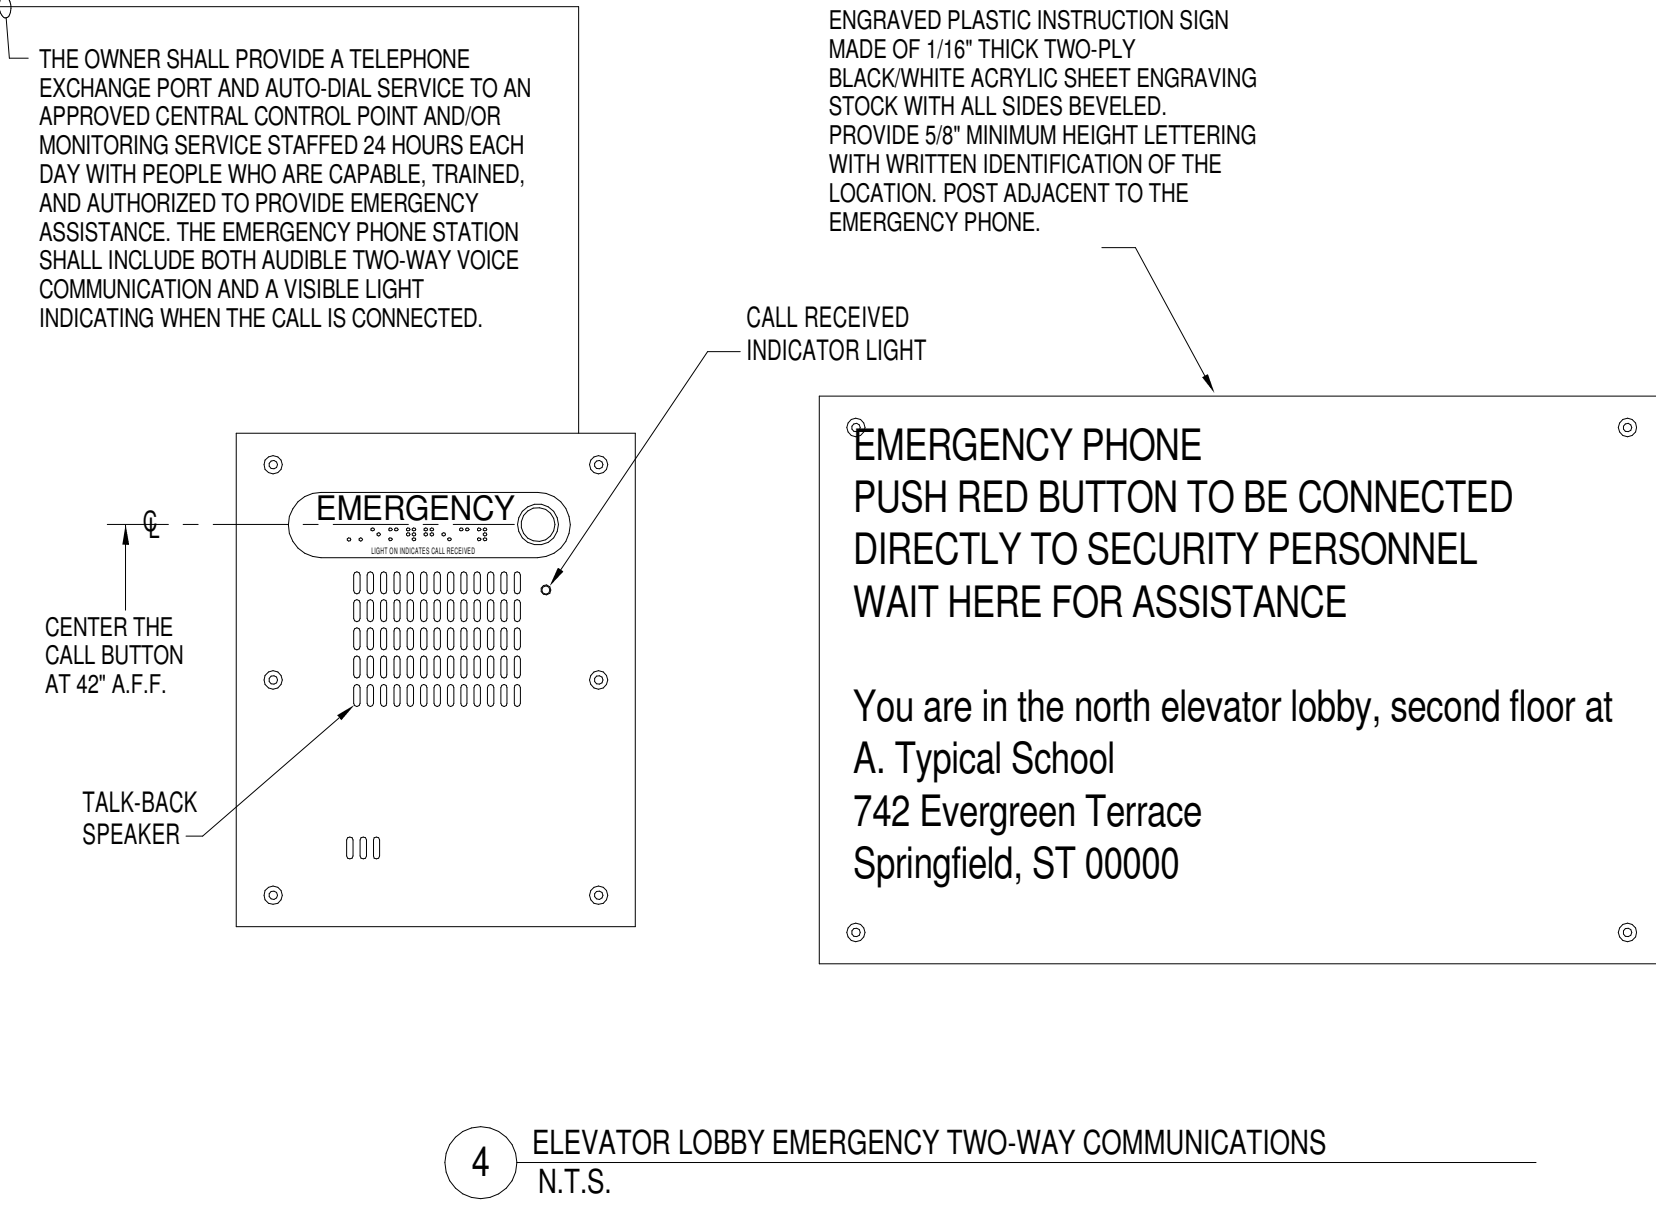 THE OWNER SHALL PROVIDE A TELEPHONE
EXCHANGE PORT AND AUTO-DIAL SERVICE TO AN
APPROVED CENTRAL CONTROL POINT AND/OR
MONITORING SERVICE STAFFED 24 HOURS EACH
DAY WITH PEOPLE WHO ARE CAPABLE, TRAINED,
AND AUTHORIZED TO PROVIDE EMERGENCY
ASSISTANCE. THE EMERGENCY PHONE STATION
SHALL INCLUDE BOTH AUDIBLE TWO-WAY VOICE
COMMUNICATION AND A VISIBLE LIGHT
INDICATING WHEN THE CALL IS CONNECTED.
ENGRAVED PLASTIC INSTRUCTION SIGN
MADE OF 1/16" THICK TWO-PLY
BLACK/WHITE ACRYLIC SHEET ENGRAVING
STOCK WITH ALL SIDES BEVELED.
PROVIDE 5/8" MINIMUM HEIGHT LETTERING
WITH WRITTEN IDENTIFICATION OF THE
LOCATION. POST ADJACENT TO THE
EMERGENCY PHONE.
CALL RECEIVED
INDICATOR LIGHT
EMERGENCY
LIGHT ON INDICATES CALL RECEIVED
℄
CENTER THE
CALL BUTTON
AT 42" A.F.F.
TALK-BACK
SPEAKER
EMERGENCY PHONE
PUSH RED BUTTON TO BE CONNECTED
DIRECTLY TO SECURITY PERSONNEL
WAIT HERE FOR ASSISTANCE
You are in the north elevator lobby, second floor at
A. Typical School
742 Evergreen Terrace
Springfield, ST 00000
4
ELEVATOR LOBBY EMERGENCY TWO-WAY COMMUNICATIONS
N.T.S.